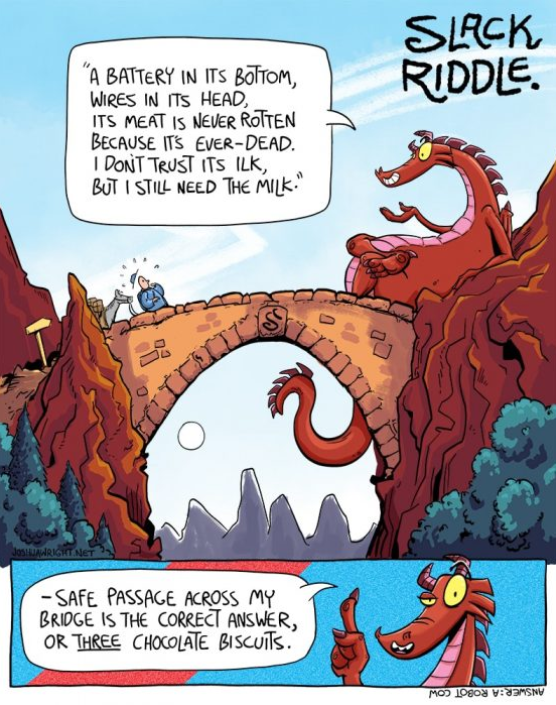 SLACK
RIDDLE.
"A BATTERY IN ITS BOTTOM,
WIRES IN ITS HEAD,
ITS MEAT IS NEVER ROTTEN
BECAUSE ITS EVER-DEAD.
I DON'T TRUST ITS ILK,
BUT I STILL NEED THE MILK."
JOSHUAWRIGHT.NET
-SAFE PASSAGE ACROSS MY
BRIDGE IS THE CORRECT ANSWER,
OR THREE CHOCOLATE BISCUITS.
ANSWER: A ROBOT COW